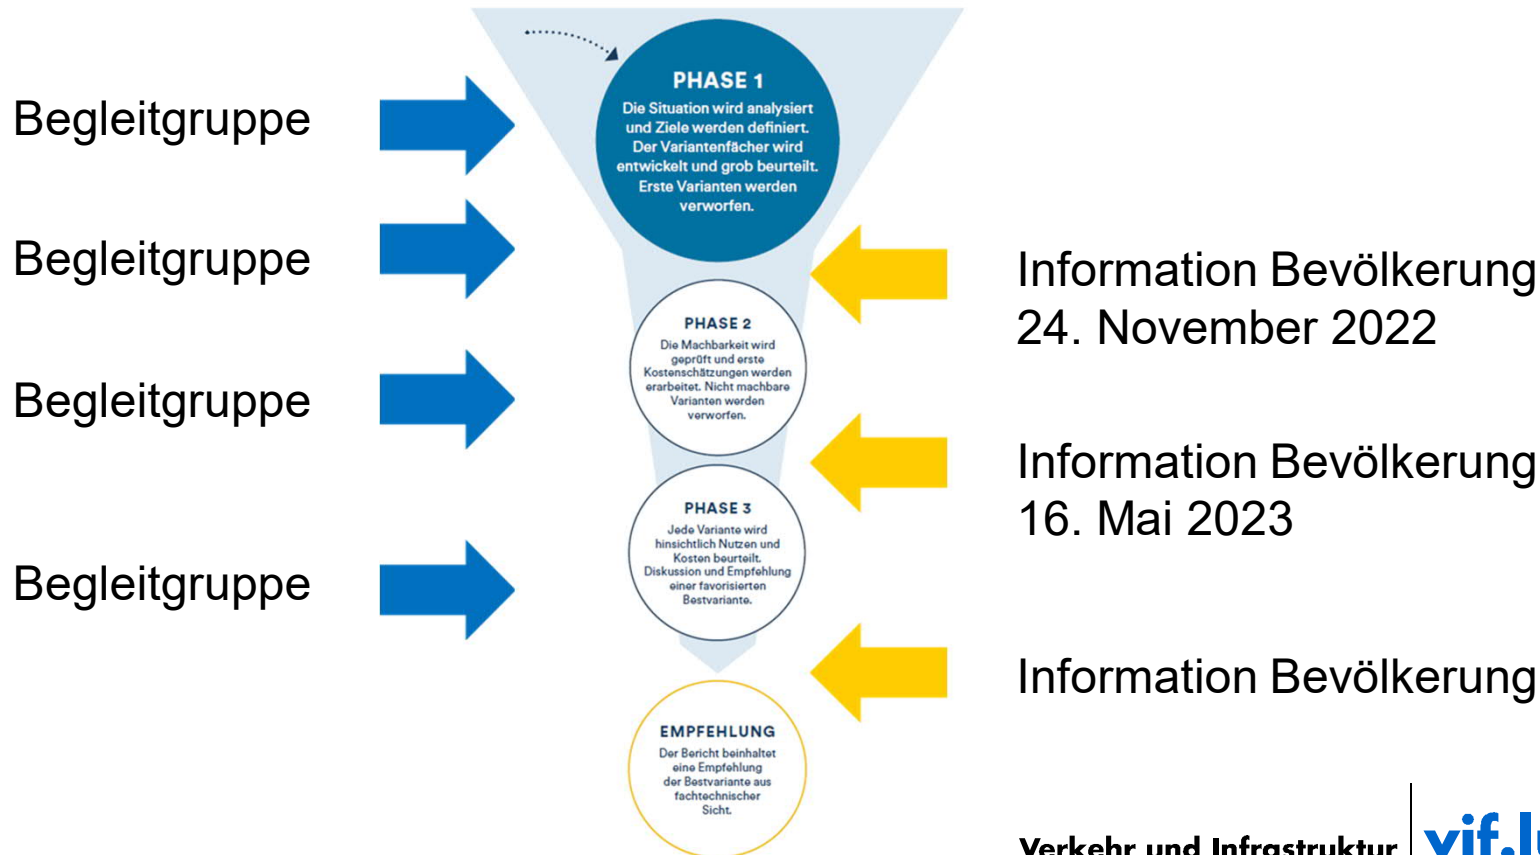 Begleitgruppe
Begleitgruppe
Begleitgruppe
Begleitgruppe
PHASE 1
Die Situation wird analysiert
und Ziele werden definiert.
Der Variantenfächer wird
entwickelt und grob beurteilt.
Erste Varianten werden
verworfen.
PHASE 2
Die Machbarkeit wird
geprüft und erste
Kostenschätzungen werden
erarbeitet. Nicht machbare
Varianten werden
verworfen.
PHASE 3
Jede Variante wird
hinsichtlich Nutzen und
Kosten beurteilt.
Diskussion und Empfehlung
einer favorisierten
Bestvariante.
EMPFEHLUNG
Der Bericht beinhaltet
eine Empfehlung
der Bestvariante aus
fachtechnischer
Sicht.
Information Bevölkerung
24. November 2022
Information Bevölkerung
16. Mai 2023
Information Bevölkerung
Verkehr und Infrastruktur